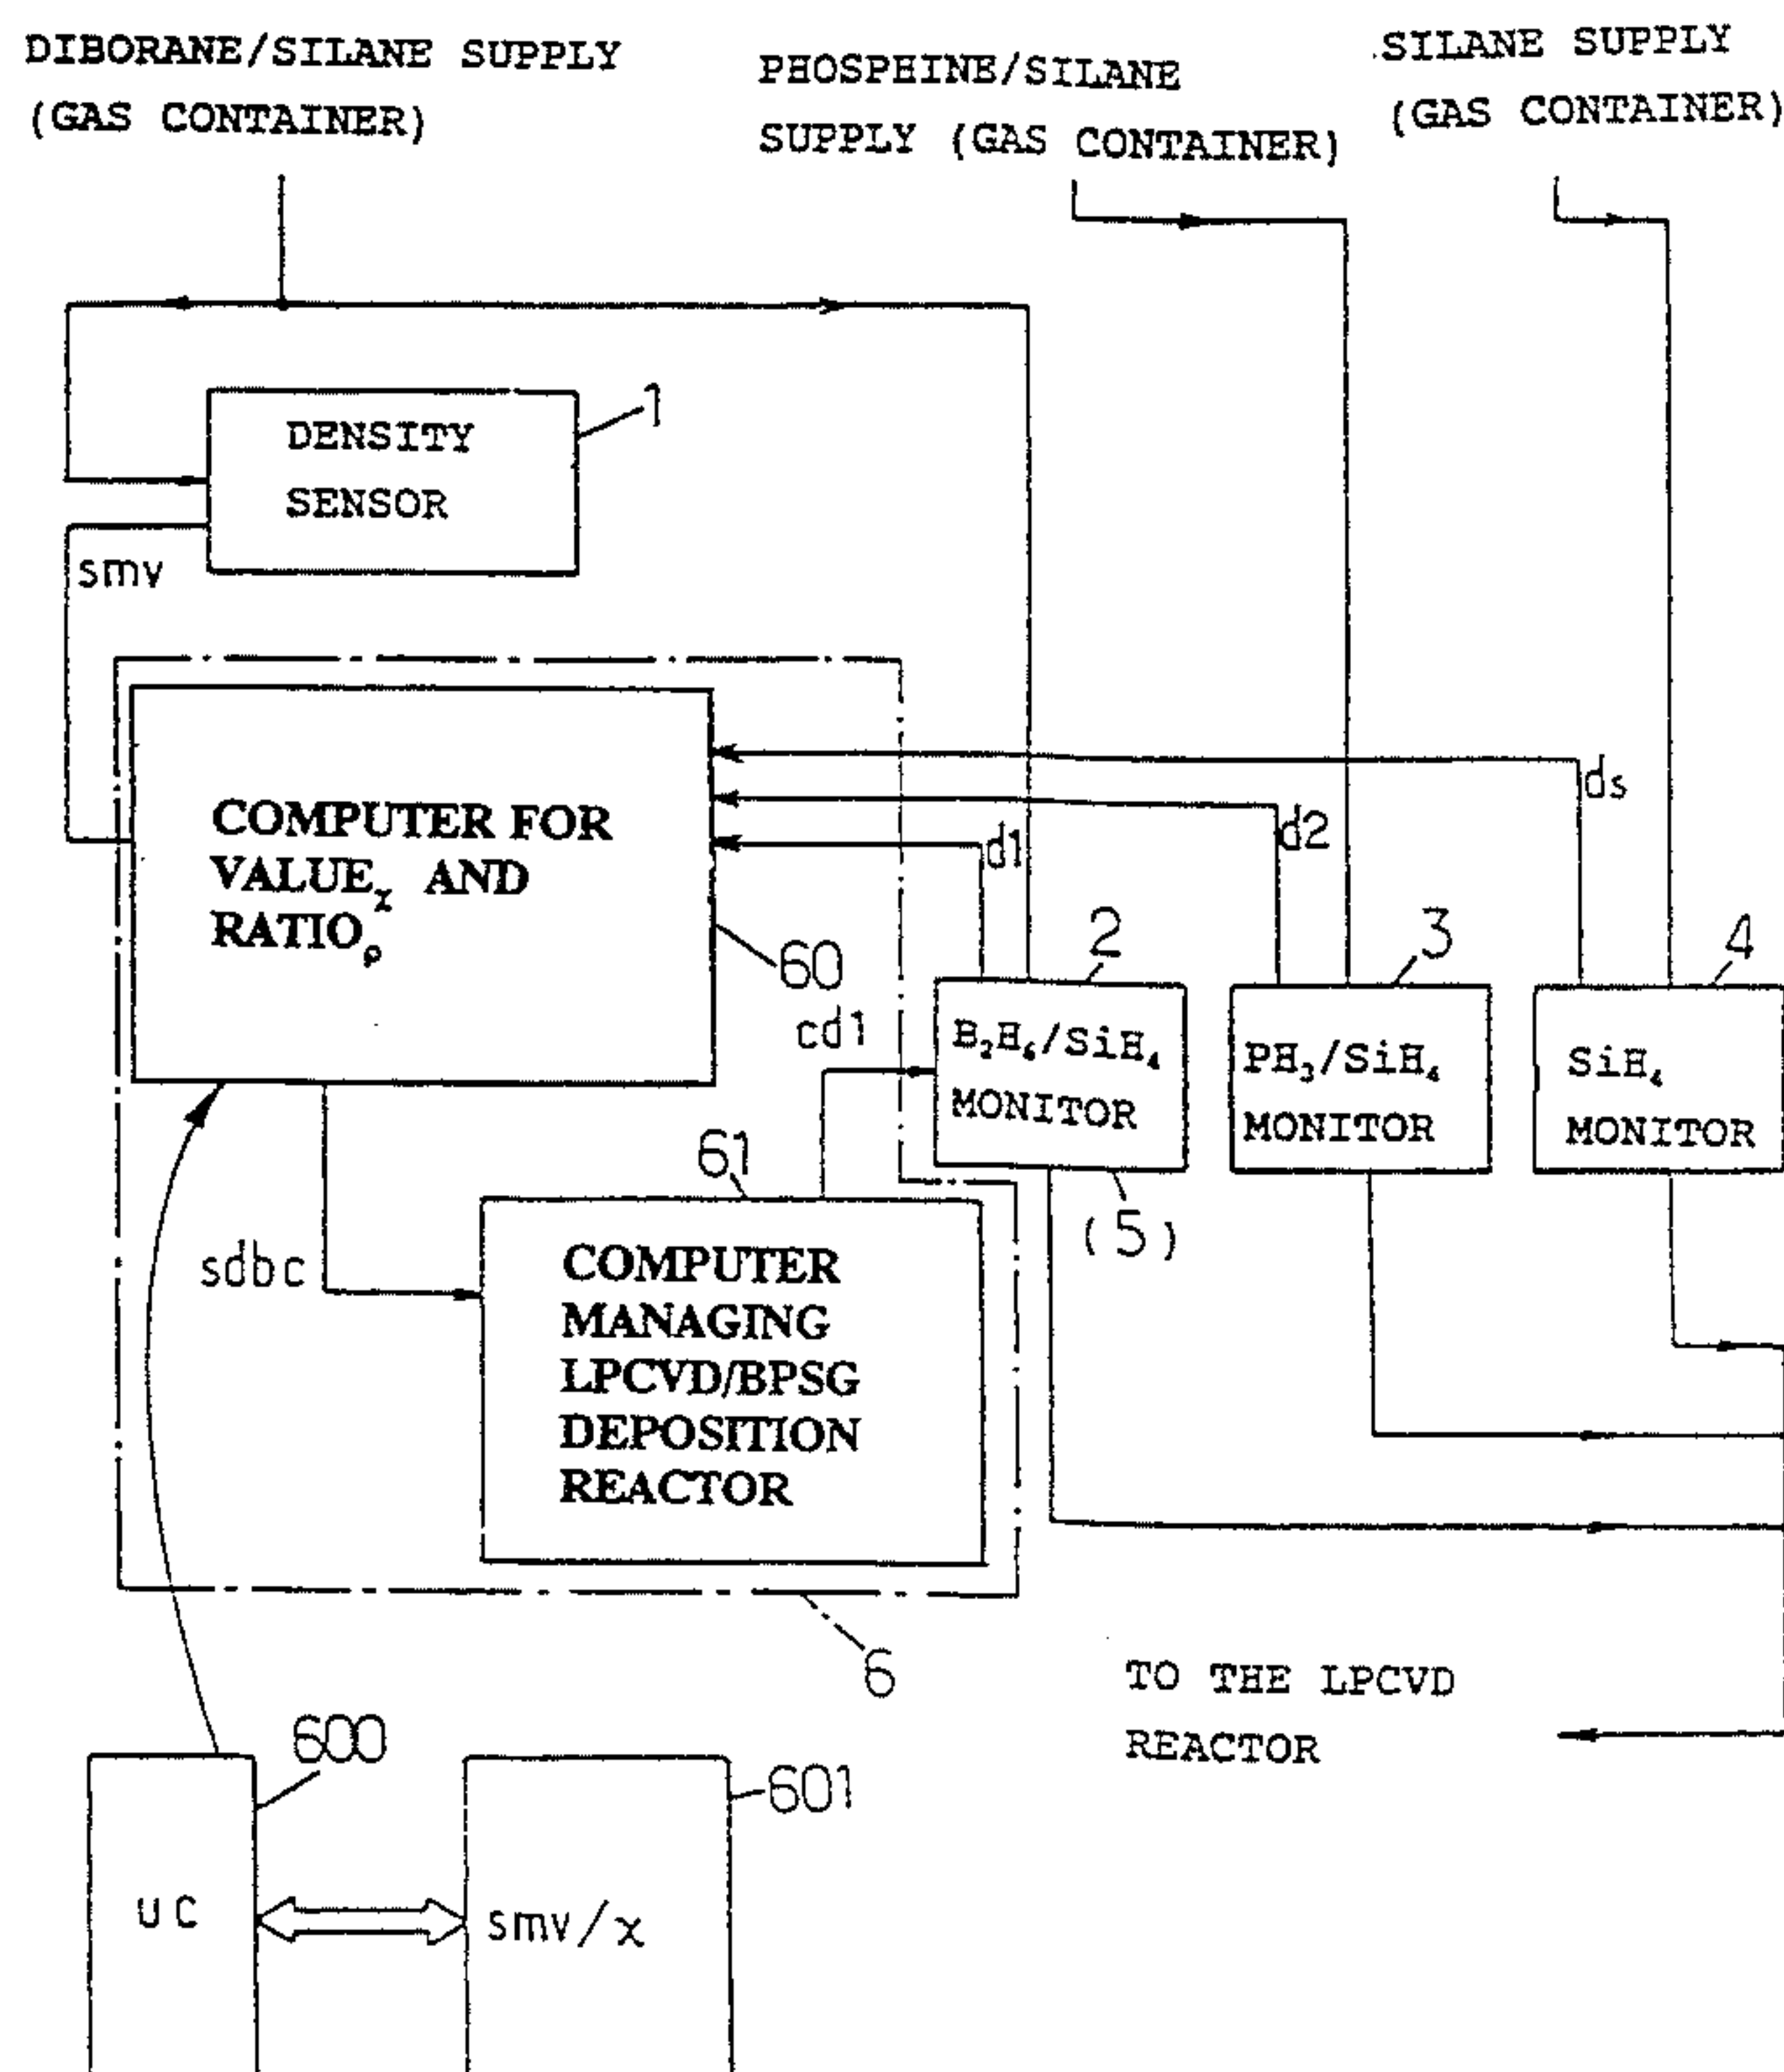 DIBORANE/SILANE SUPPLY
(GAS CONTAINER)
PHOSPHINE/SILANE
SUPPLY (GAS CONTAINER)
SILANE SUPPLY
(GAS CONTAINER)
DENSITY
SENSOR
1
smv
COMPUTER FOR
VALUEχ AND
RATIOρ
60
ds
d2
d1
2
3
4
cd1
B₂H₆/SiH₄
MONITOR
PH₃/SiH₄
MONITOR
SiH₄
MONITOR
(5)
61
sdbc
COMPUTER
MANAGING
LPCVD/BPSG
DEPOSITION
REACTOR
6
TO THE LPCVD
REACTOR
600
601
uc
smv/χ